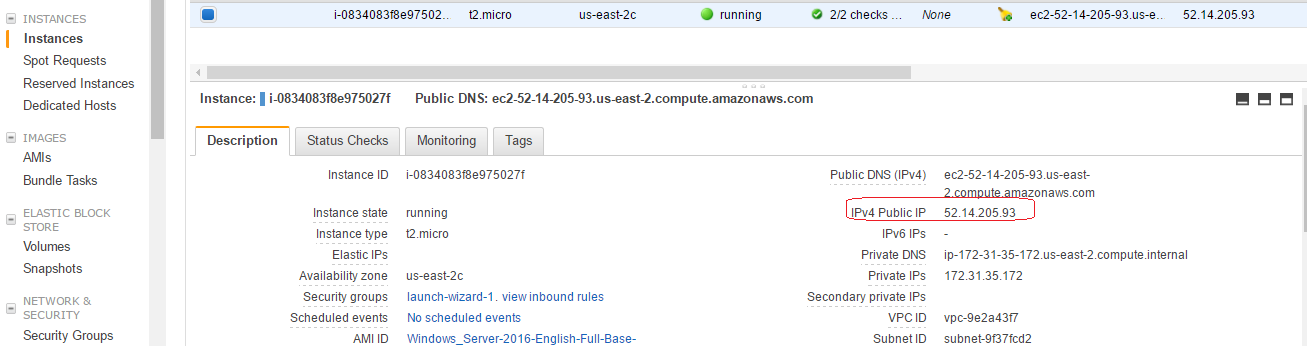 INSTANCES
Instances
Spot Requests
Reserved Instances
Dedicated Hosts
IMAGES
AMIs
Bundle Tasks
ELASTIC BLOCK
STORE
Volumes
Snapshots
NETWORK &
SECURITY
Security Groups
i-0834083f8e97502... t2.micro us-east-2c running 2/2 checks ... None ec2-52-14-205-93.us-e... 52.14.205.93
Instance: i-0834083f8e975027f Public DNS: ec2-52-14-205-93.us-east-2.compute.amazonaws.com
Description Status Checks Monitoring Tags
Instance ID i-0834083f8e975027f
Instance state running
Instance type t2.micro
Elastic IPs
Availability zone us-east-2c
Security groups launch-wizard-1. view inbound rules
Scheduled events No scheduled events
AMI ID Windows_Server-2016-English-Full-Base-
Public DNS (IPv4) ec2-52-14-205-93.us-east-
2.compute.amazonaws.com
IPv4 Public IP 52.14.205.93
IPv6 IPs -
Private DNS ip-172-31-35-172.us-east-2.compute.internal
Private IPs 172.31.35.172
Secondary private IPs
VPC ID vpc-9e2a43f7
Subnet ID subnet-9f37fcd2